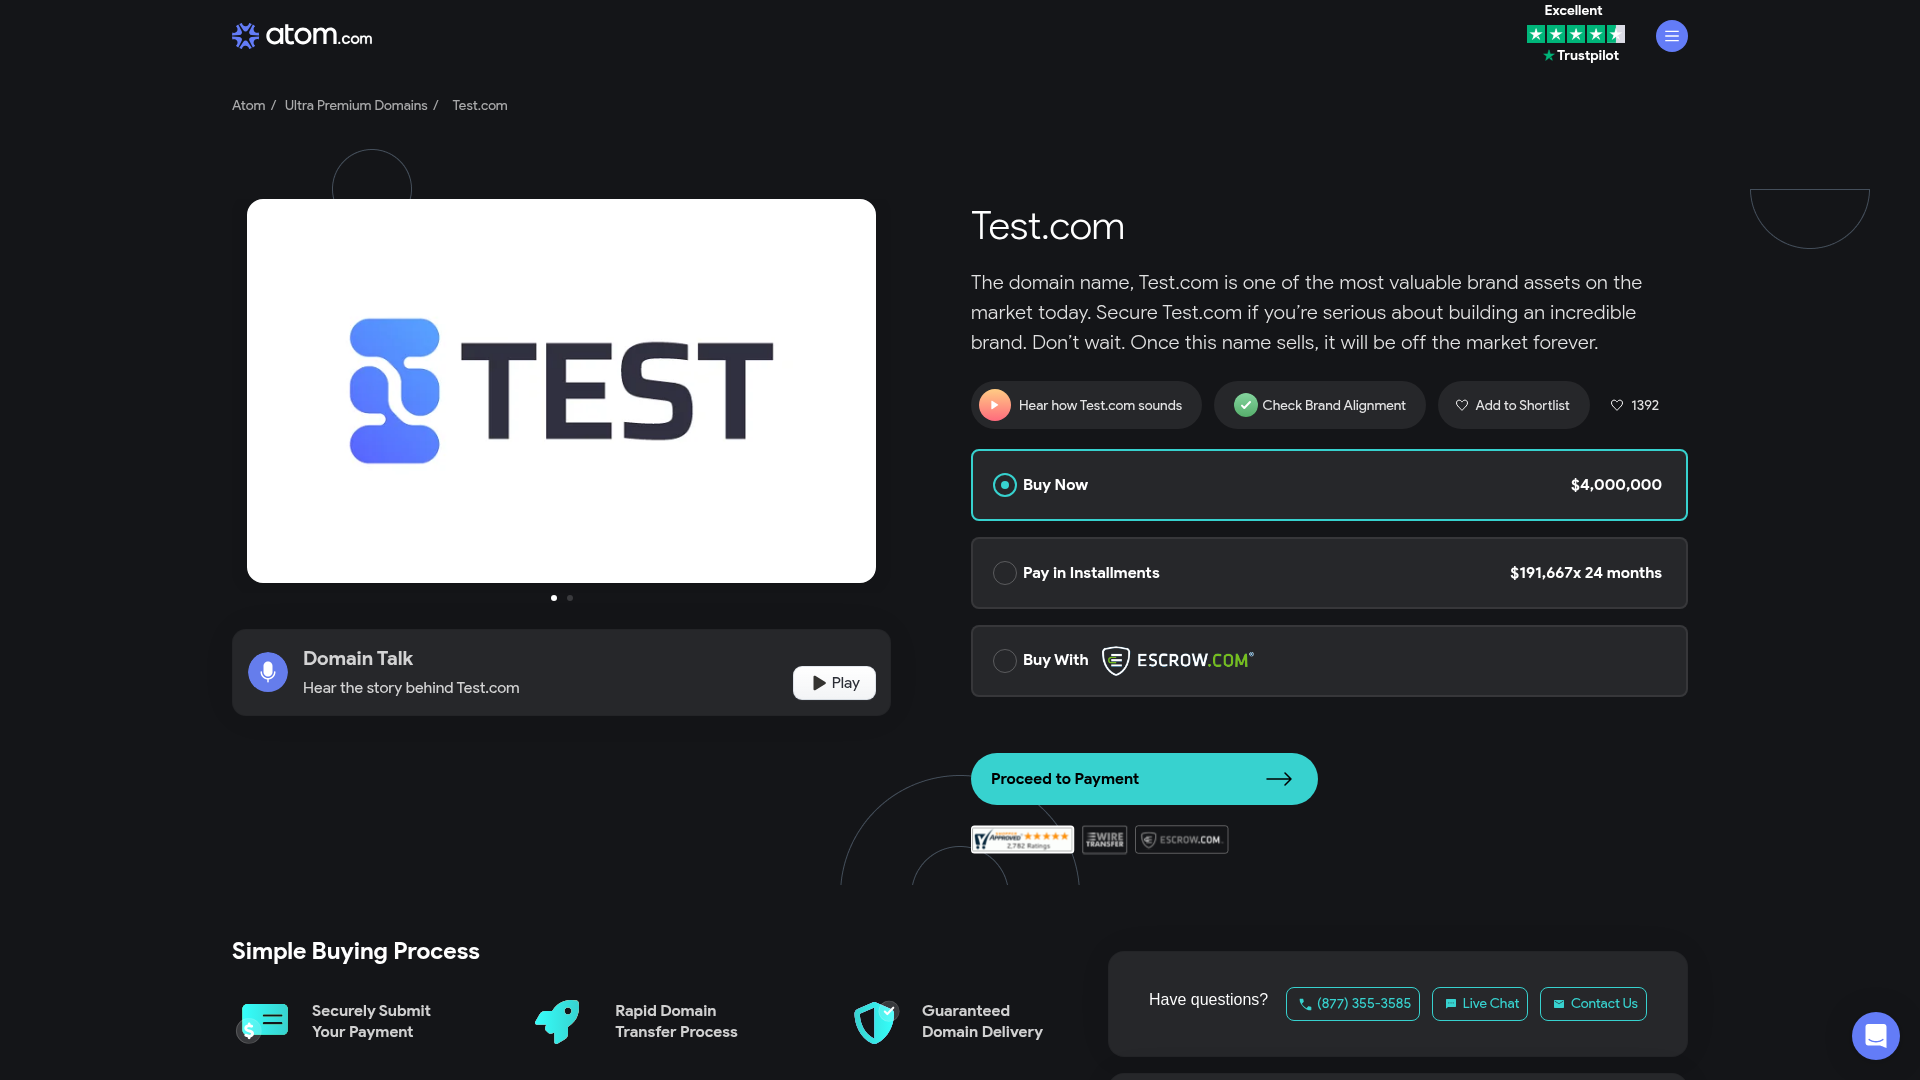 atom.com
Excellent
Trustpilot
Atom / Ultra Premium Domains / Test.com
TEST
Test.com
The domain name, Test.com is one of the most valuable brand assets on the
market today. Secure Test.com if you’re serious about building an incredible
brand. Don’t wait. Once this name sells, it will be off the market forever.
Hear how Test.com sounds
Check Brand Alignment
Add to Shortlist
1392
Buy Now $4,000,000
Pay in Installments $191,667x 24 months
Buy With ESCROW.COM®
Domain Talk
Hear the story behind Test.com
Play
Proceed to Payment
APPROVED
2,782 Ratings
WIRE
TRANSFER
ESCROW.COM
Simple Buying Process
Securely Submit
Your Payment
Rapid Domain
Transfer Process
Guaranteed
Domain Delivery
Have questions?
(877) 355-3585
Live Chat
Contact Us